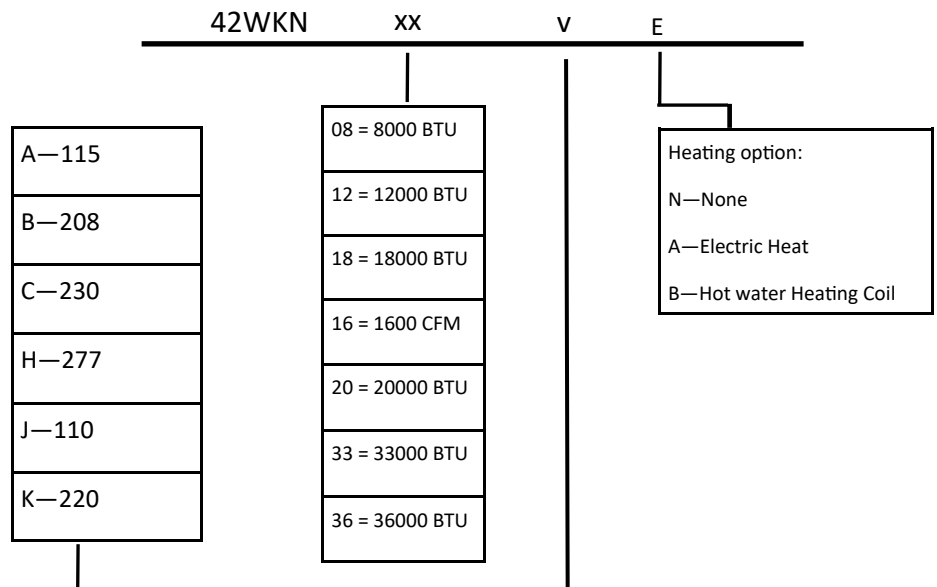 42WKN xx v E
A—115
B—208
C—230
H—277
J—110
K—220
08 = 8000 BTU
12 = 12000 BTU
18 = 18000 BTU
16 = 1600 CFM
20 = 20000 BTU
33 = 33000 BTU
36 = 36000 BTU
Heating option:
N—None
A—Electric Heat
B—Hot water Heating Coil